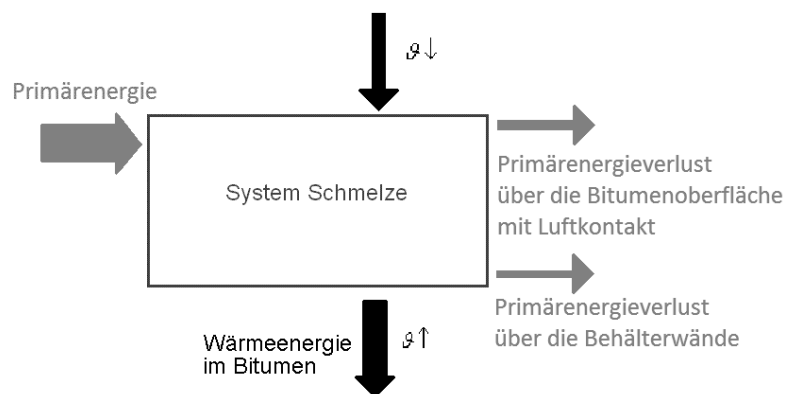 𝜗↓
Primärenergie
System Schmelze
Primärenergieverlust
über die Bitumenoberfläche
mit Luftkontakt
Primärenergieverlust
über die Behälterwände
Wärmeenergie
im Bitumen
𝜗↑